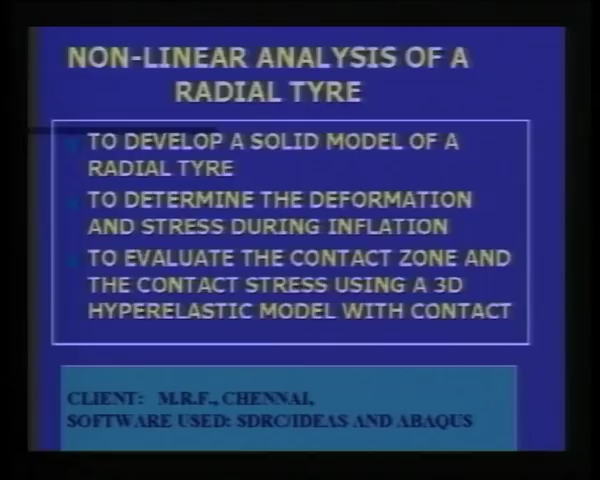 NON-LINEAR ANALYSIS OF A
RADIAL TYRE
TO DEVELOP A SOLID MODEL OF A
RADIAL TYRE
TO DETERMINE THE DEFORMATION
AND STRESS DURING INFLATION
TO EVALUATE THE CONTACT ZONE AND
THE CONTACT STRESS USING A 3D
HYPERELASTIC MODEL WITH CONTACT
CLIENT: M.R.F., CHENNAI,
SOFTWARE USED: SDRC/IDEAS AND ABAQUS